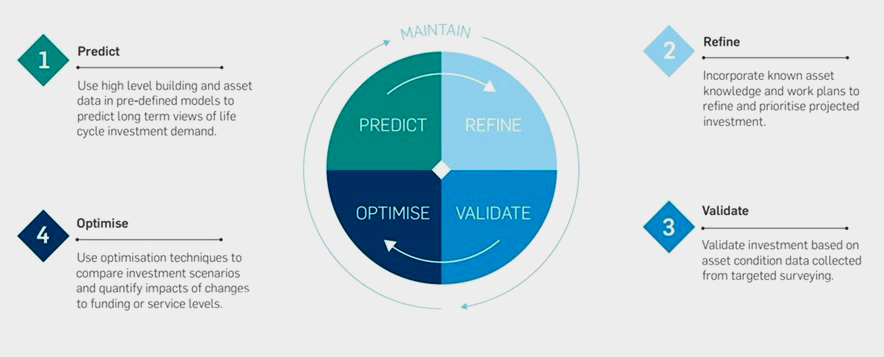 MAINTAIN
1
Predict
Use high level building and asset
data in pre-defined models to
predict long term views of life
cycle investment demand.
2
Refine
Incorporate known asset
knowledge and work plans to
refine and prioritise projected
investment.
PREDICT
REFINE
OPTIMISE
VALIDATE
4
Optimise
Use optimisation techniques to
compare investment scenarios
and quantify impacts of changes
to funding or service levels.
3
Validate
Validate investment based on
asset condition data collected
from targeted surveying.